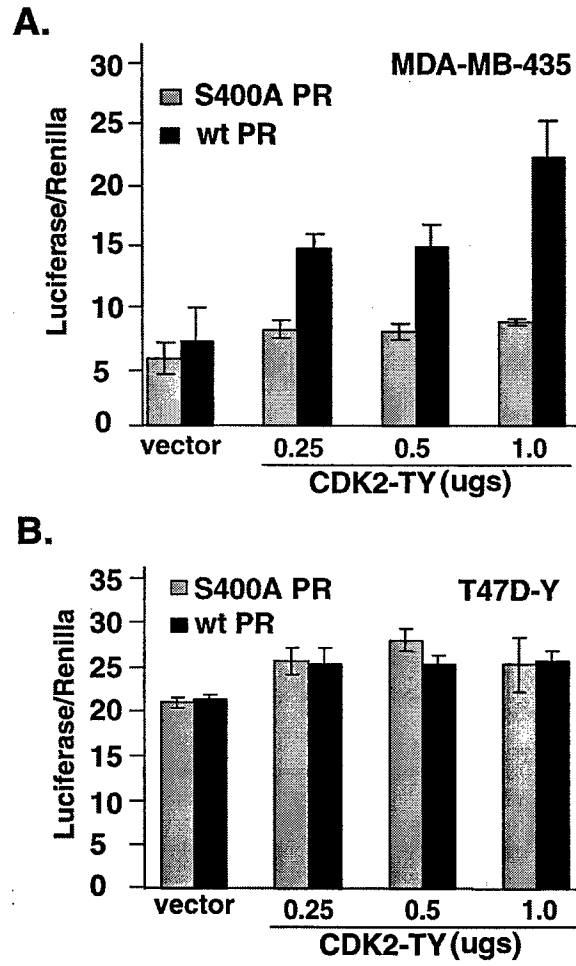 A.
MDA-MB-435
S400A PR
wt PR
Luciferase/Renilla
30
25
20
15
10
5
0
vector
0.25
0.5
1.0
CDK2-TY (ugs)
B.
T47D-Y
S400A PR
wt PR
Luciferase/Renilla
35
30
25
20
15
10
5
0
vector
0.25
0.5
1.0
CDK2-TY (ugs)